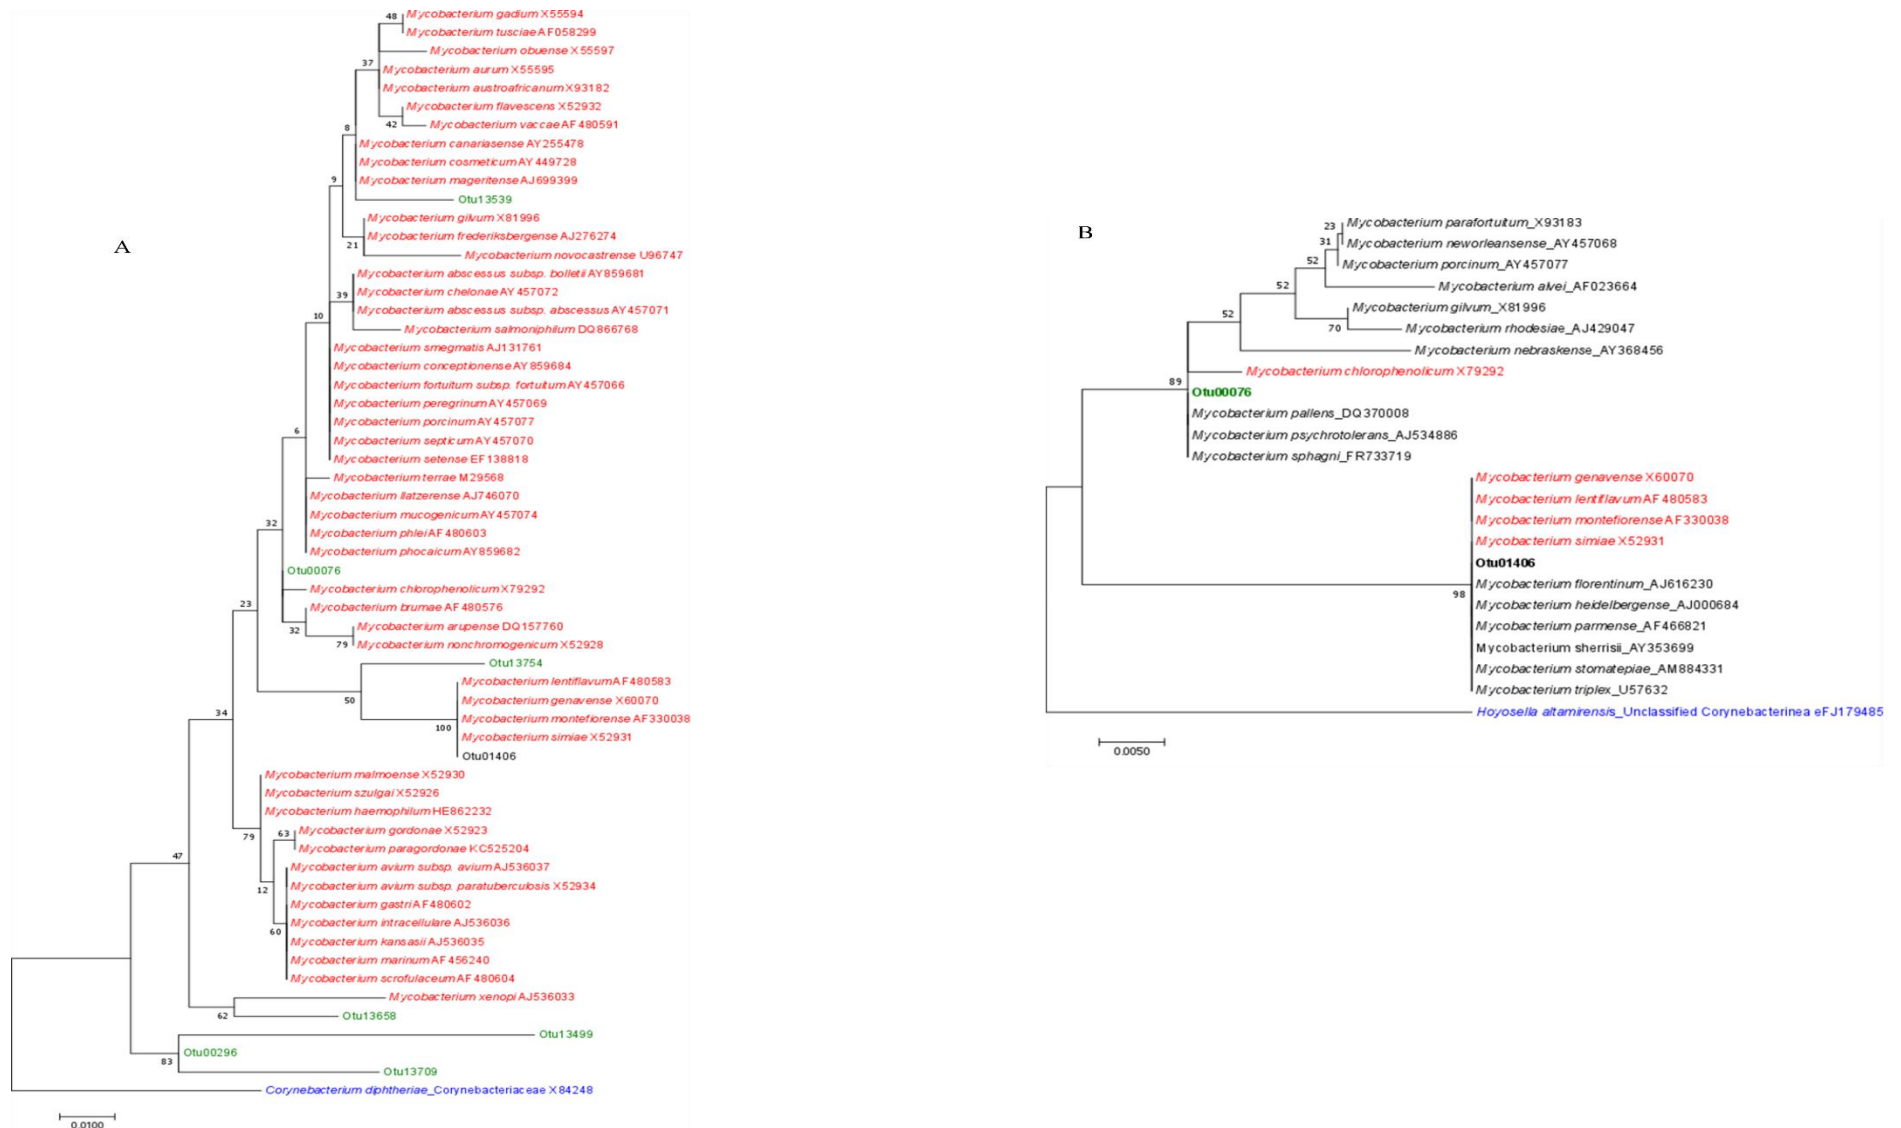 A
48
Mycobacterium gadium X55594
Mycobacterium tusciae AF058299
Mycobacterium obuense X55597
37
Mycobacterium aurum X55595
Mycobacterium austroafricanum X93182
Mycobacterium flavescens X52932
42
Mycobacterium vaccae AF480591
8
Mycobacterium canariasense AY255478
Mycobacterium cosmeticum AY449728
Mycobacterium mageritense AJ699399
9
Otu13539
Mycobacterium gilvum X81996
Mycobacterium frederiksbergense AJ276274
21
Mycobacterium novocastrense U96747
Mycobacterium abscessus subsp. bolletii AY859681
39
Mycobacterium chelonae AY457072
Mycobacterium abscessus subsp. abscessus AY457071
10
Mycobacterium salmoniphilum DQ866768
Mycobacterium smegmatis AJ131761
Mycobacterium conceptionense AY859684
Mycobacterium fortuitum subsp. fortuitum AY457066
Mycobacterium peregrinum AY457069
Mycobacterium porcinum AY457077
6
Mycobacterium septicum AY457070
Mycobacterium setense EF138818
Mycobacterium terrae M29568
Mycobacterium llatzerense AJ746070
Mycobacterium mucogenicum AY457074
32
Mycobacterium phlei AF480603
Mycobacterium phocaicum AY859682
Otu00076
Mycobacterium chlorophenolicum X79292
23
Mycobacterium brumae AF480576
32
Mycobacterium arupense DQ157760
79
Mycobacterium nonchromogenicum X52928
Otu13754
Mycobacterium lentiflavum AF480583
50
Mycobacterium genavense X60070
34
Mycobacterium montefiorense AF330038
100
Mycobacterium simiae X52931
Otu01406
Mycobacterium malmoense X52930
Mycobacterium szulgai X52926
Mycobacterium haemophilum HE862232
79
63
Mycobacterium gordonae X52923
Mycobacterium paragordonae KC525204
47
Mycobacterium avium subsp. avium AJ536037
12
Mycobacterium avium subsp. paratuberculosis X52934
Mycobacterium gastri AF480602
Mycobacterium intracellulare AJ536036
60
Mycobacterium kansasii AJ536035
Mycobacterium marinum AF456240
Mycobacterium scrofulaceum AF480604
Mycobacterium xenopi AJ536033
62
Otu13658
Otu13499
Otu00296
83
Otu13709
Corynebacterium diphtheriae_Corynebacteriaceae X84248
0.0100
B
23
Mycobacterium parafortuitum_X93183
31
Mycobacterium neworleansense_AY457068
52
Mycobacterium porcinum_AY457077
52
Mycobacterium alvei_AF023664
52
Mycobacterium gilvum_X81996
70
Mycobacterium rhodesiae_AJ429047
Mycobacterium nebraskense_AY368456
Mycobacterium chlorophenolicum X79292
89
Otu00076
Mycobacterium pallens_DQ370008
Mycobacterium psychrotolerans_AJ534886
Mycobacterium sphagni_FR733719
Mycobacterium genavense X60070
Mycobacterium lentiflavum AF480583
Mycobacterium montefiorense AF330038
Mycobacterium simiae X52931
Otu01406
Mycobacterium florentinum_AJ616230
98
Mycobacterium heidelbergense_AJ000684
Mycobacterium parmense_AF466821
Mycobacterium sherrisii_AY353699
Mycobacterium stomatepiae_AM884331
Mycobacterium triplex_U57632
Hoyosella altamirensis_Unclassified Corynebacterinea eFJ179485
0.0050